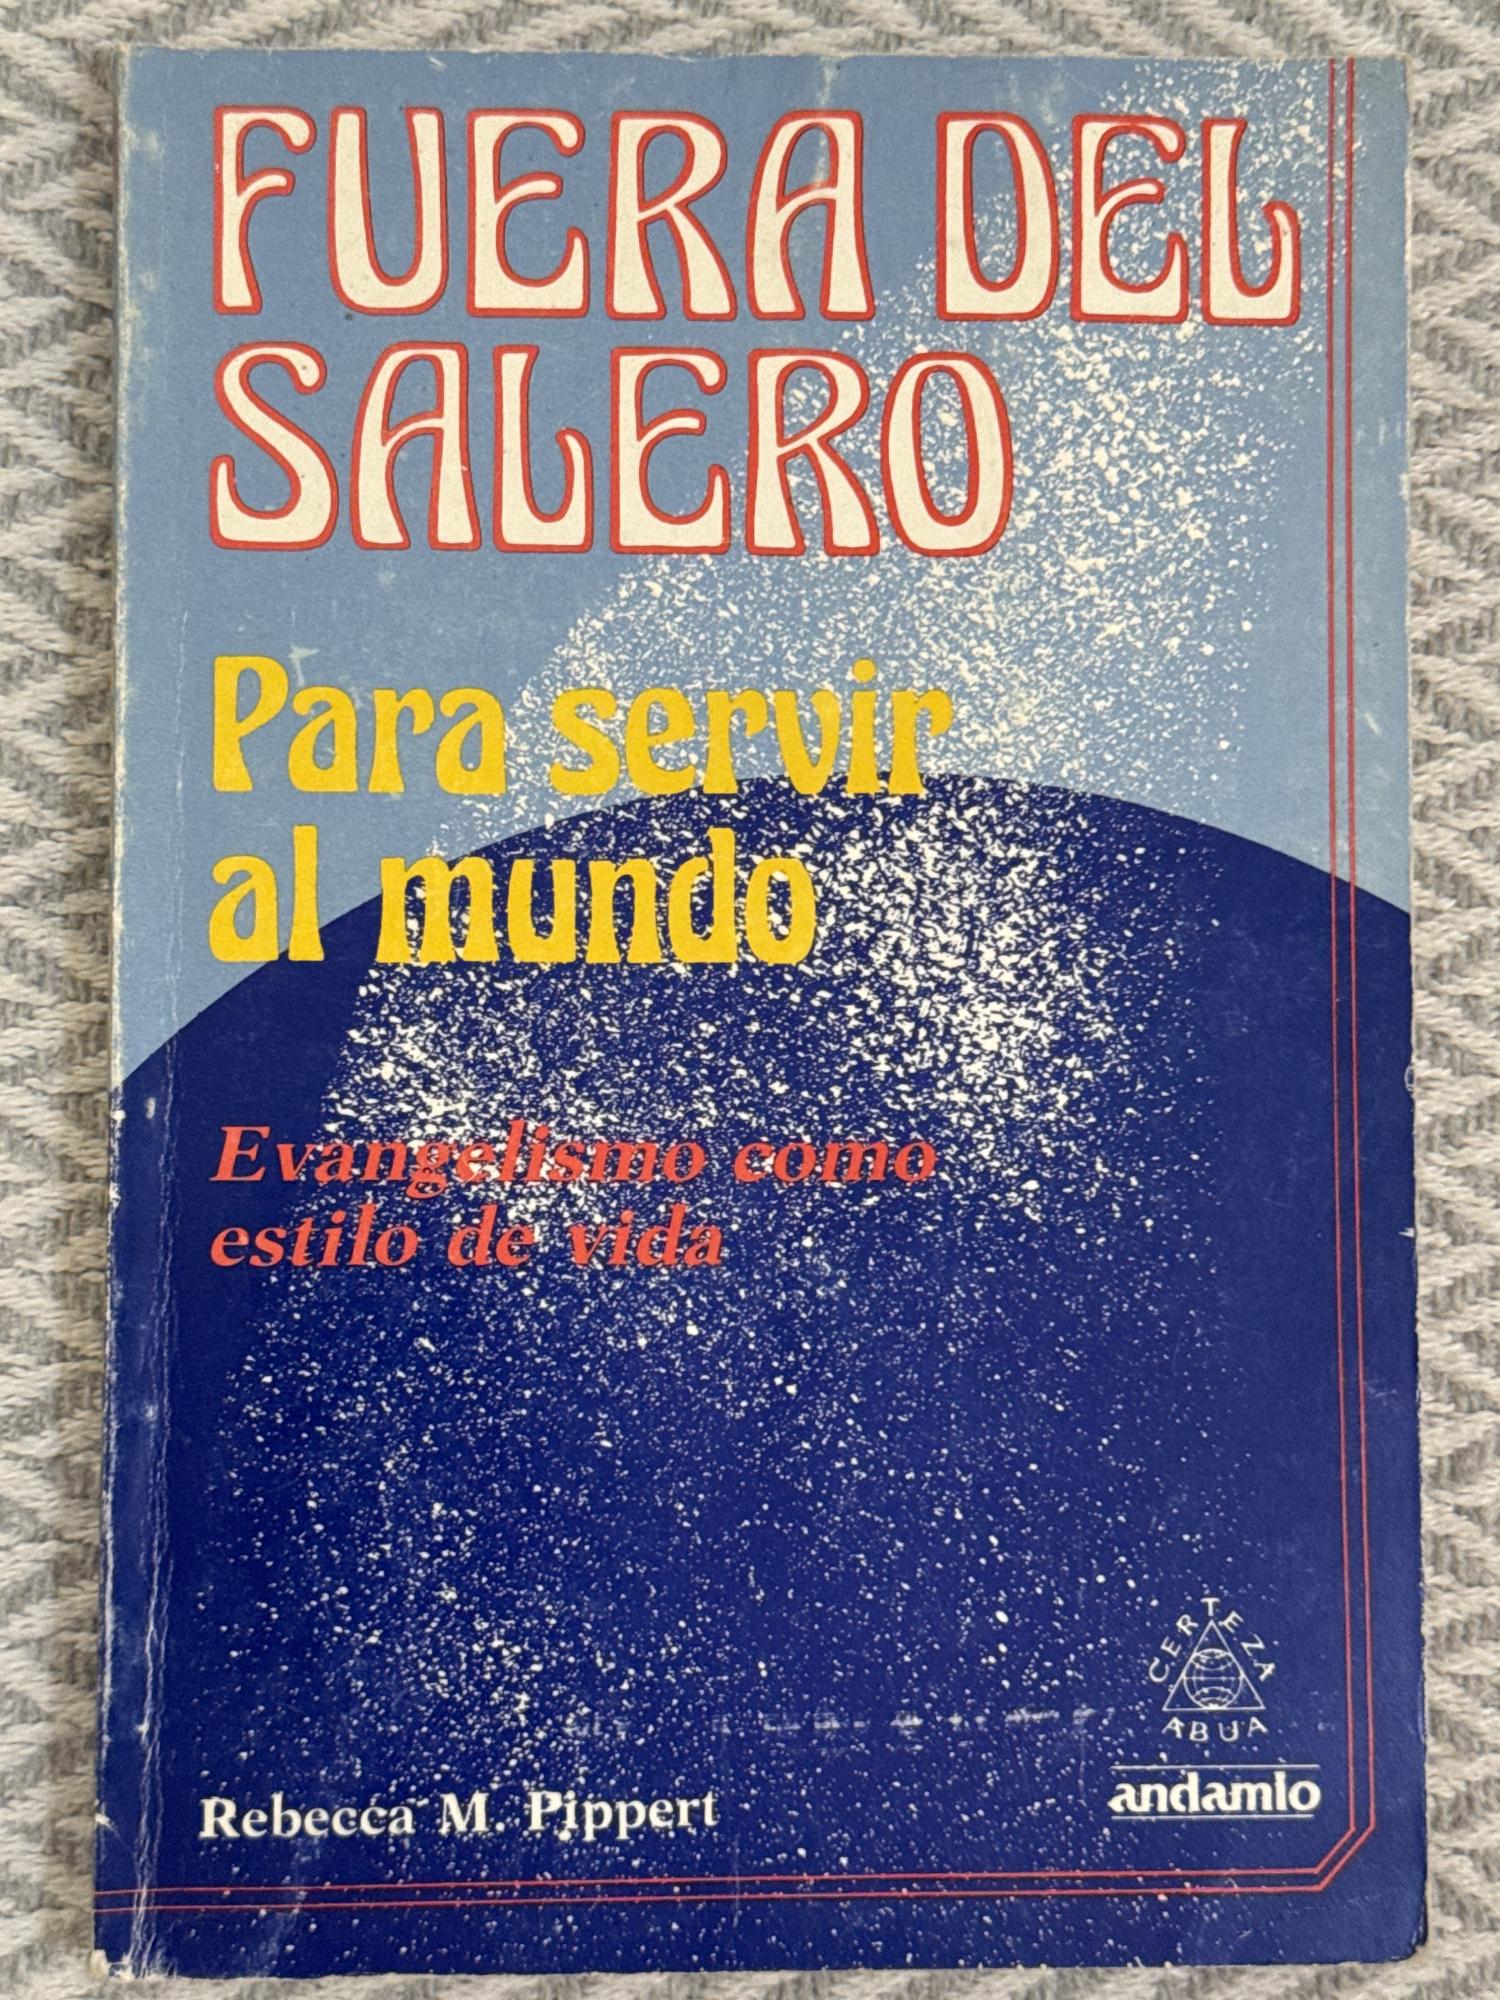 FUERA DEL
SALERO
Para servir
al mundo
Evangelismo como
estilo de vida
CERTEZA
ABUA
andamio
Rebecca M. Pippert